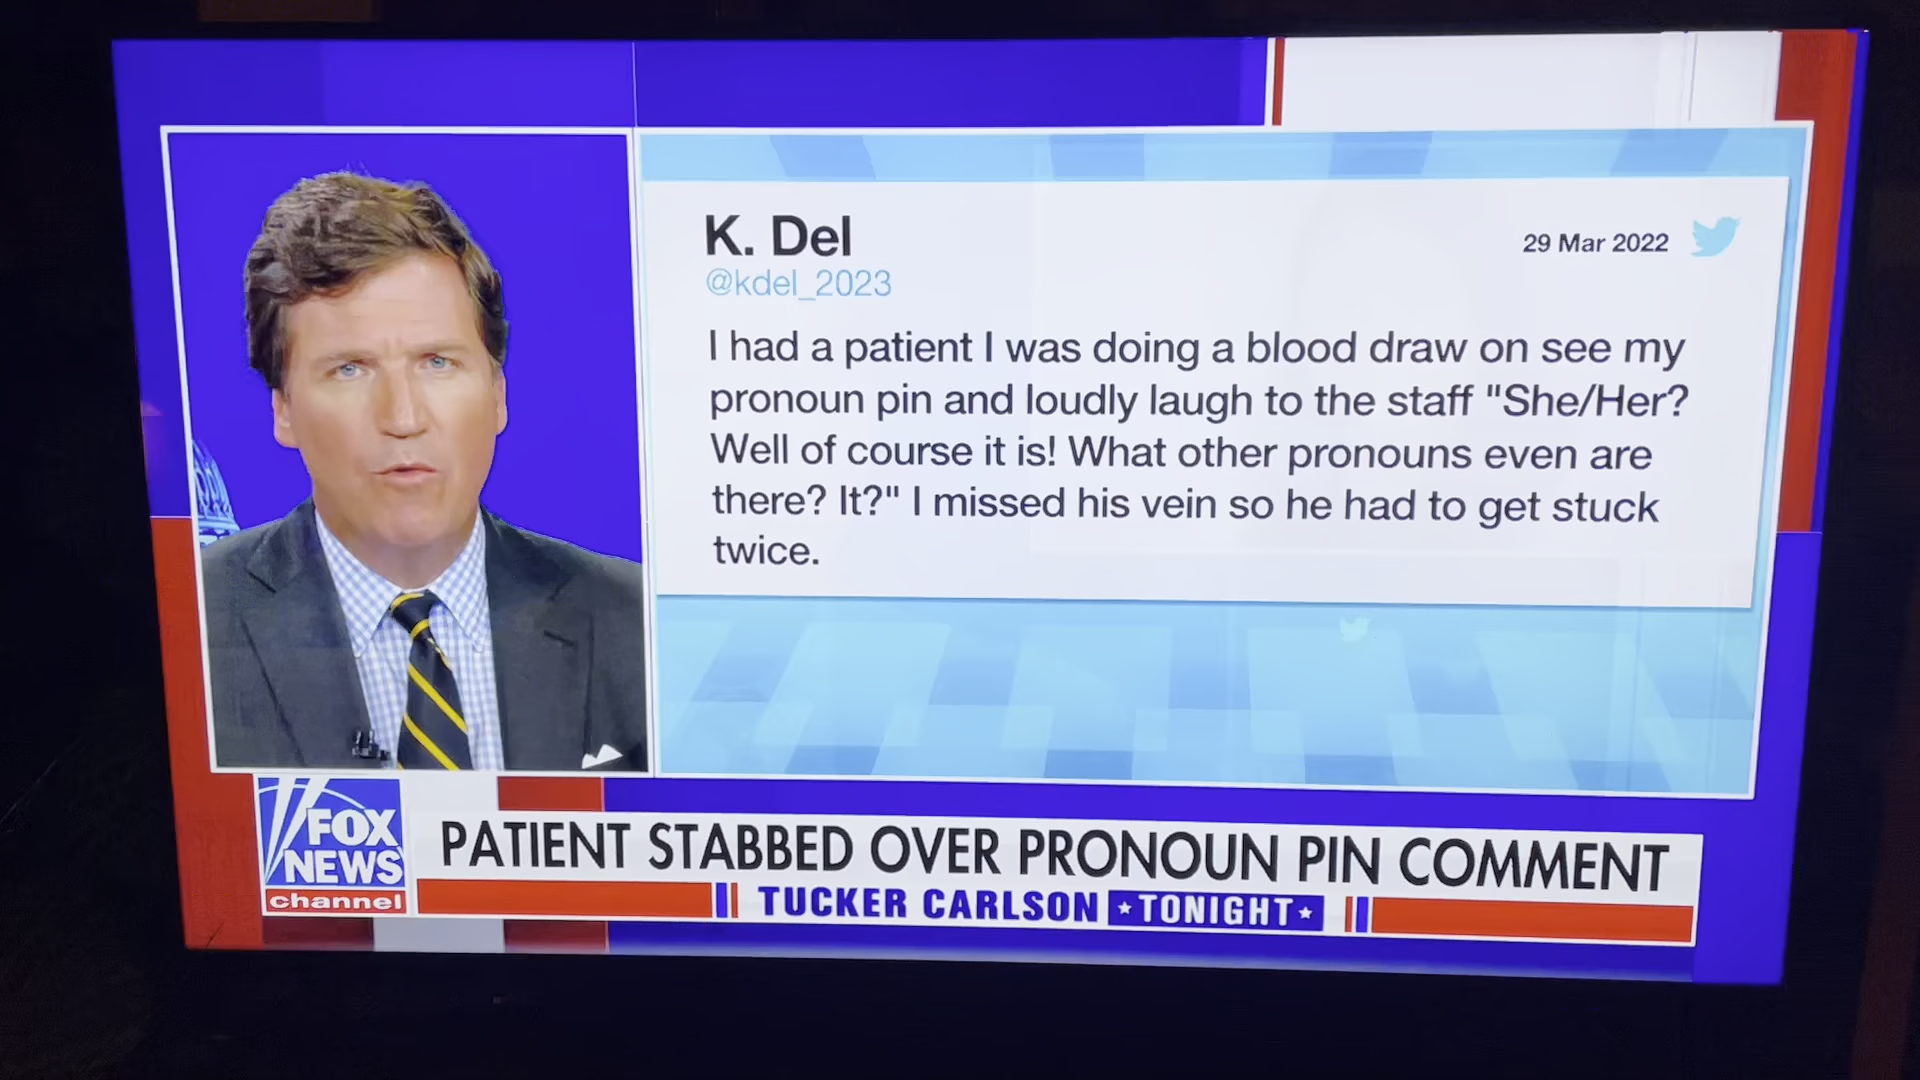 K. Del
29 Mar 2022
@kdel_2023
I had a patient I was doing a blood draw on see my
pronoun pin and loudly laugh to the staff "She/Her?
Well of course it is! What other pronouns even are
there? It?" I missed his vein so he had to get stuck
twice.
FOX
NEWS
channel
PATIENT STABBED OVER PRONOUN PIN COMMENT
TUCKER CARLSON TONIGHT